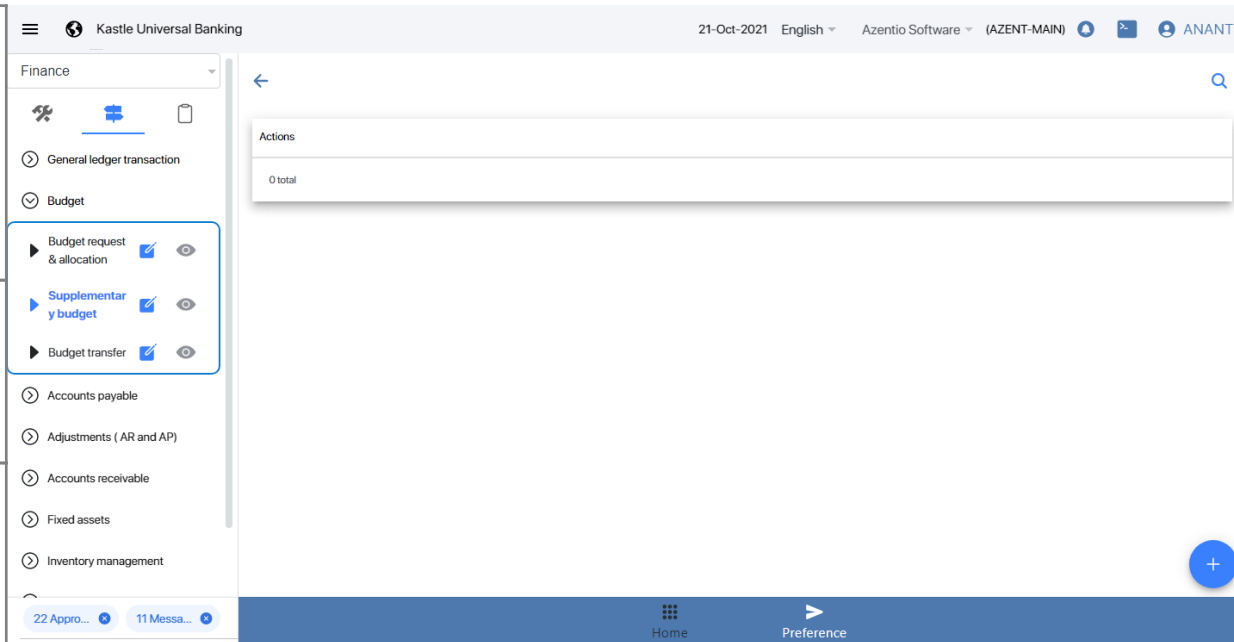 Kastle Universal Banking
21-Oct-2021 English Azentio Software (AZENT-MAIN) ANANT
Finance
General ledger transaction
Budget
Budget request
& allocation
Supplementar
y budget
Budget transfer
Accounts payable
Adjustments ( AR and AP)
Accounts receivable
Fixed assets
Inventory management
22 Appro...
11 Messa...
Actions
0 total
Home
Preference